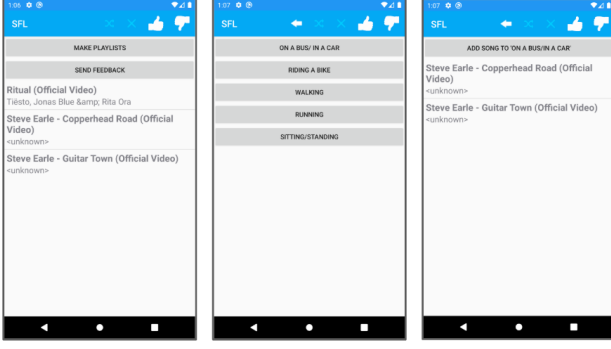 1:06
SFL
MAKE PLAYLISTS
SEND FEEDBACK
Ritual (Official Video)
Tiësto, Jonas Blue &amp; Rita Ora
Steve Earle - Copperhead Road (Official
Video)
<unknown>
Steve Earle - Guitar Town (Official Video)
<unknown>
1:07
SFL
ON A BUS/ IN A CAR
RIDING A BIKE
WALKING
RUNNING
SITTING/STANDING
1:07
SFL
ADD SONG TO 'ON A BUS/IN A CAR'
Steve Earle - Copperhead Road (Official
Video)
<unknown>
Steve Earle - Guitar Town (Official Video)
<unknown>